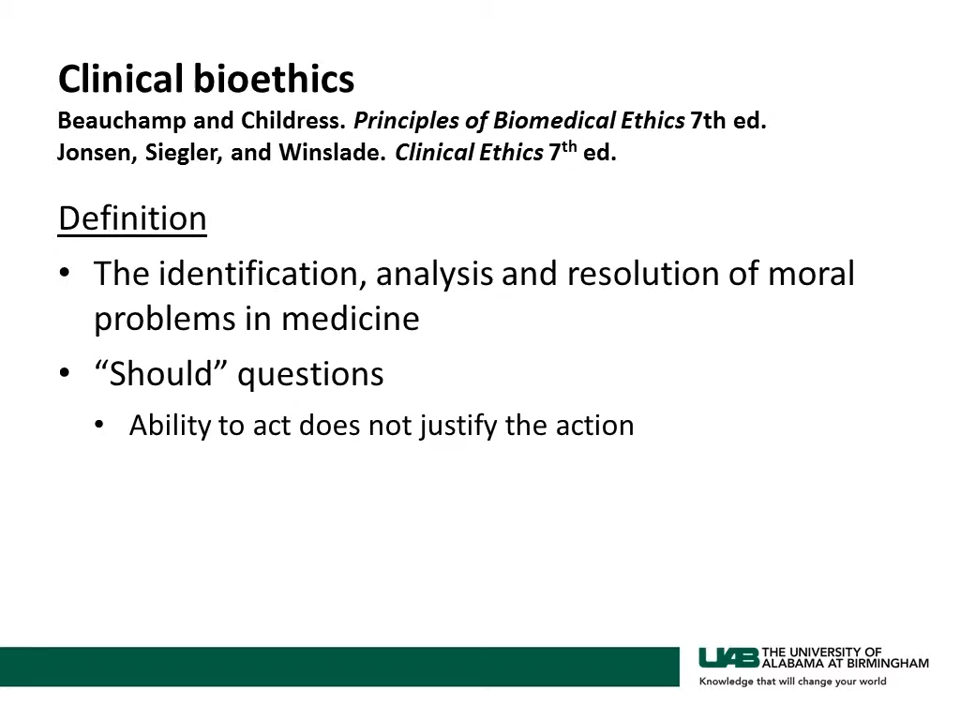 Clinical bioethics
Beauchamp and Childress. Principles of Biomedical Ethics 7th ed.
Jonsen, Siegler, and Winslade. Clinical Ethics 7th ed.
Definition
• The identification, analysis and resolution of moral
problems in medicine
• “Should” questions
• Ability to act does not justify the action
UAB THE UNIVERSITY OF
ALABAMA AT BIRMINGHAM
Knowledge that will change your world